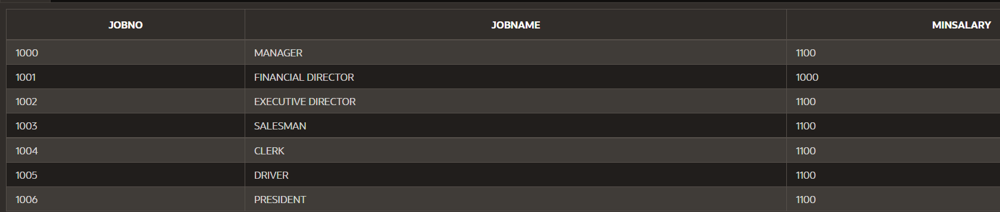 JOBNO JOBNAME MINSALARY
1000 MANAGER 1100
1001 FINANCIAL DIRECTOR 1000
1002 EXECUTIVE DIRECTOR 1100
1003 SALESMAN 1100
1004 CLERK 1100
1005 DRIVER 1100
1006 PRESIDENT 1100